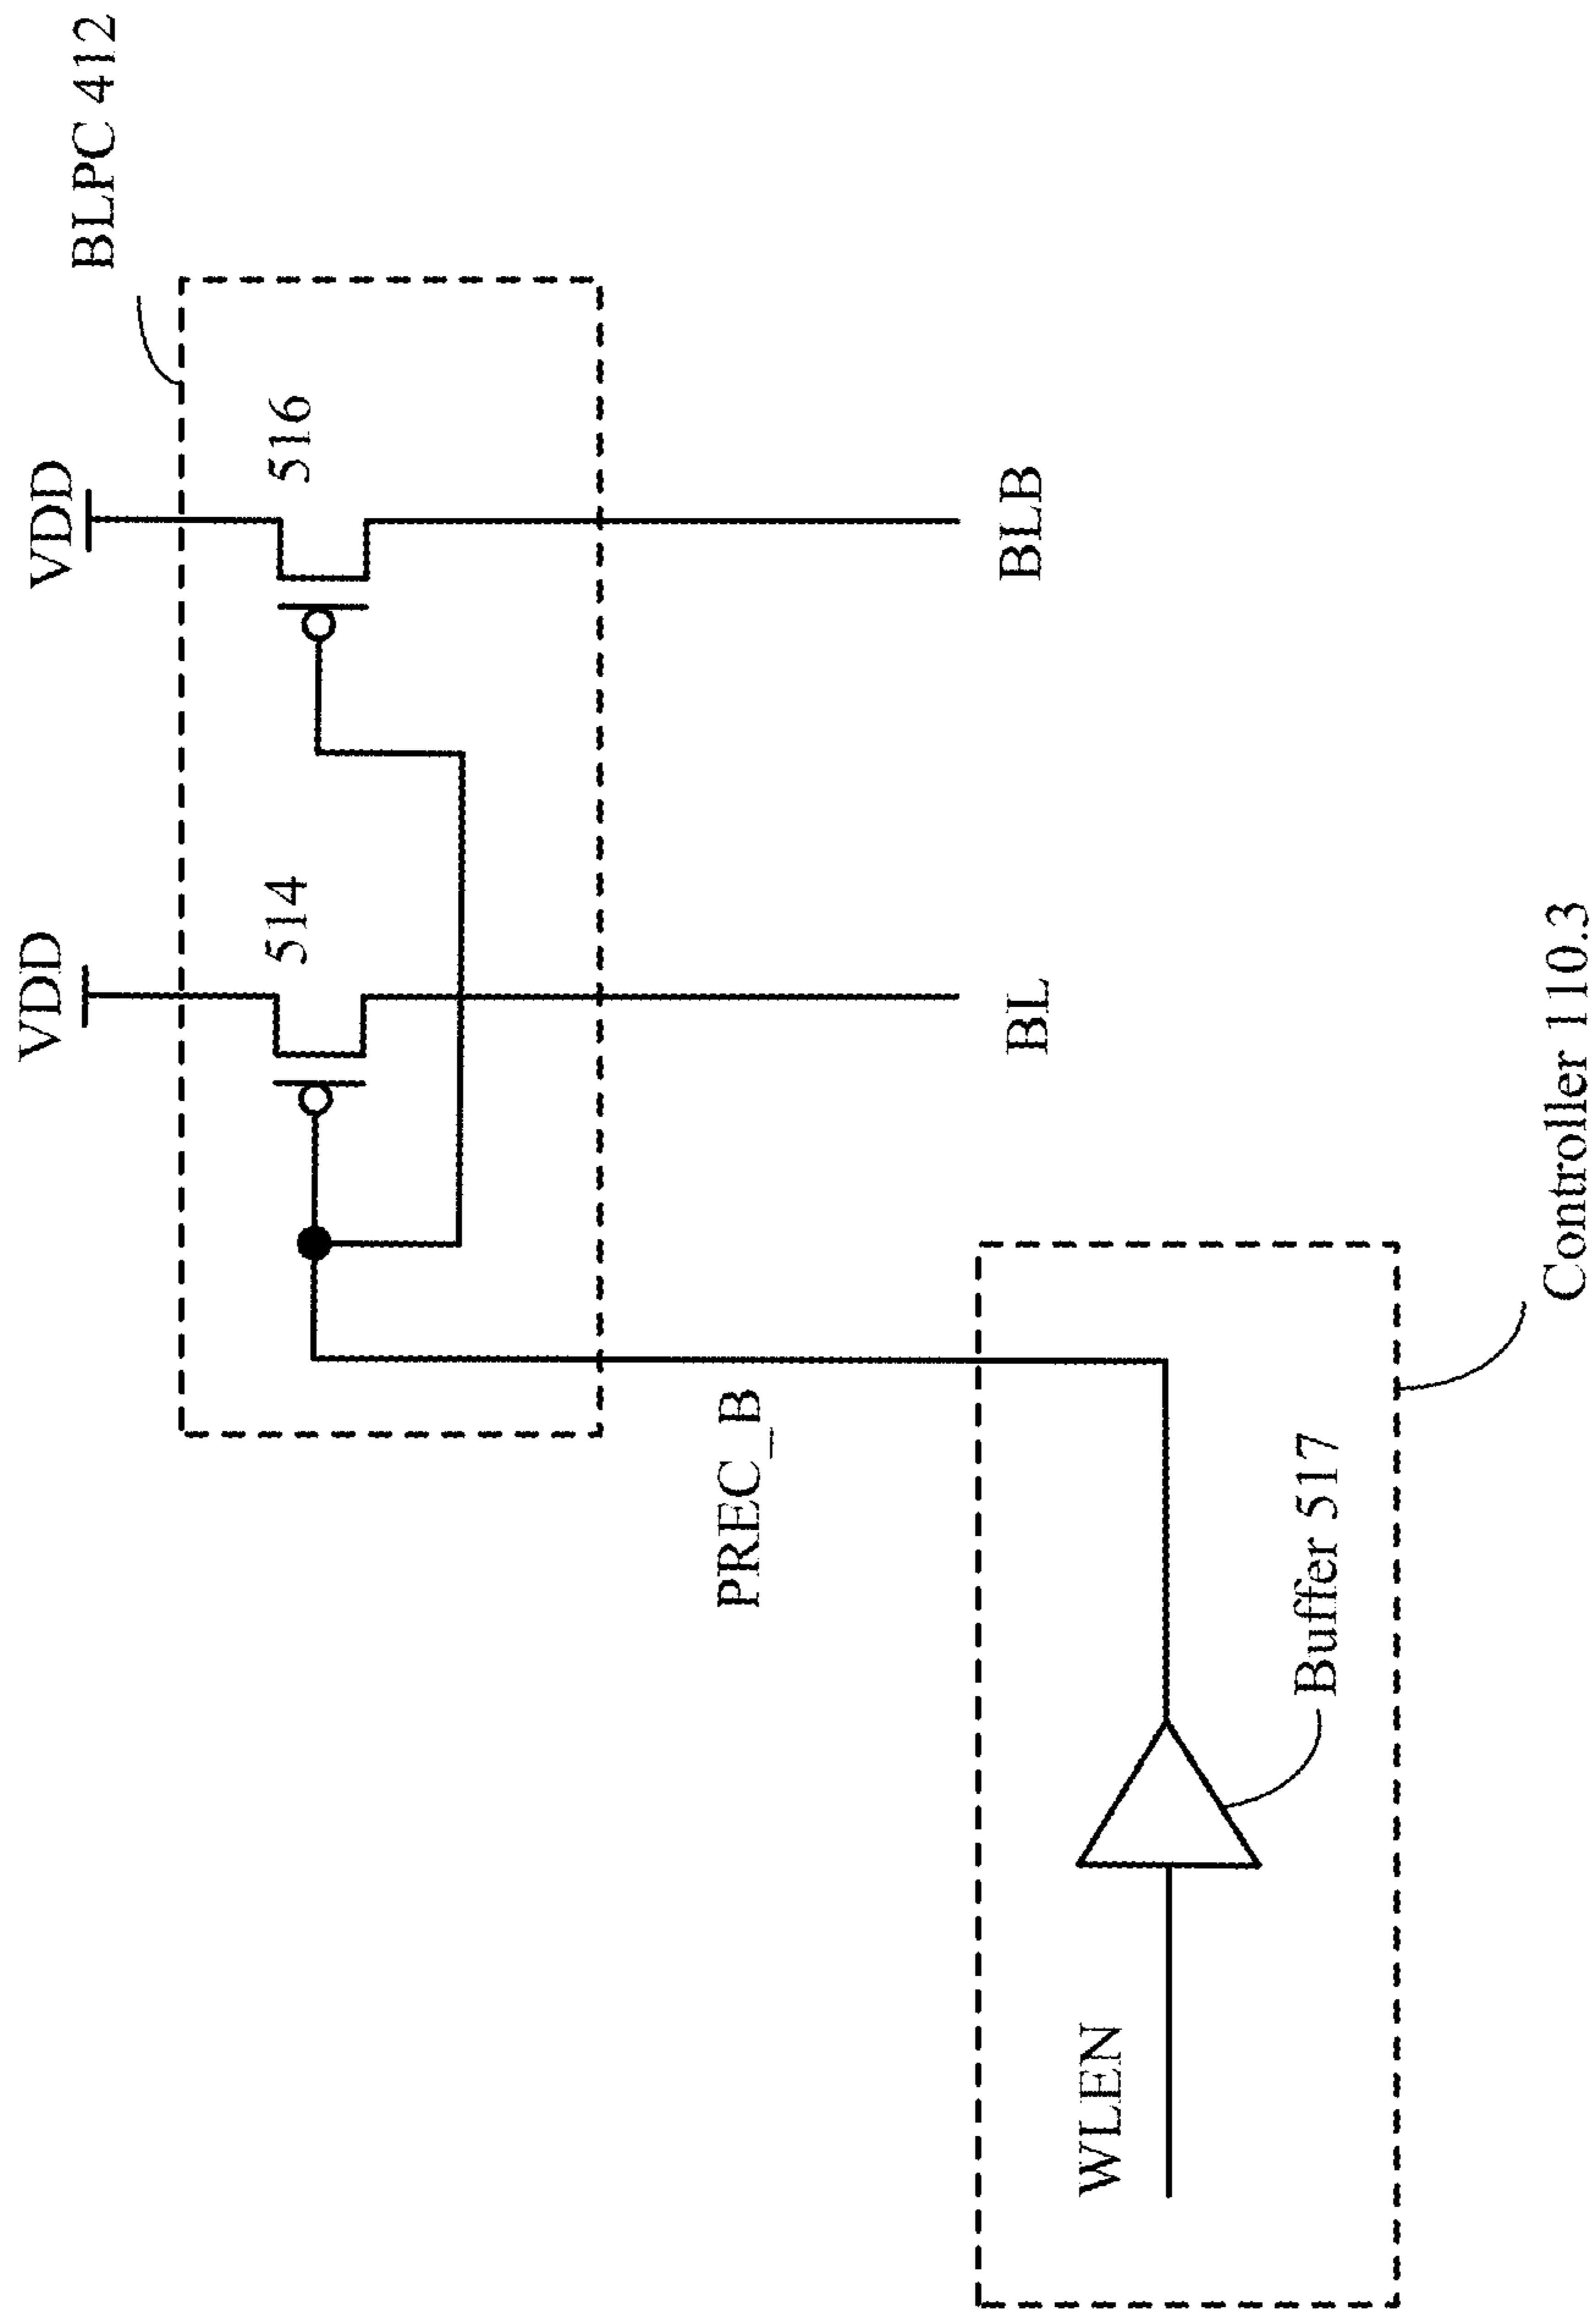 BLPC 412
VDD
VDD
514
516
BL
BLB
PREC_B
WLEN
Buffer 517
Controller 110.3